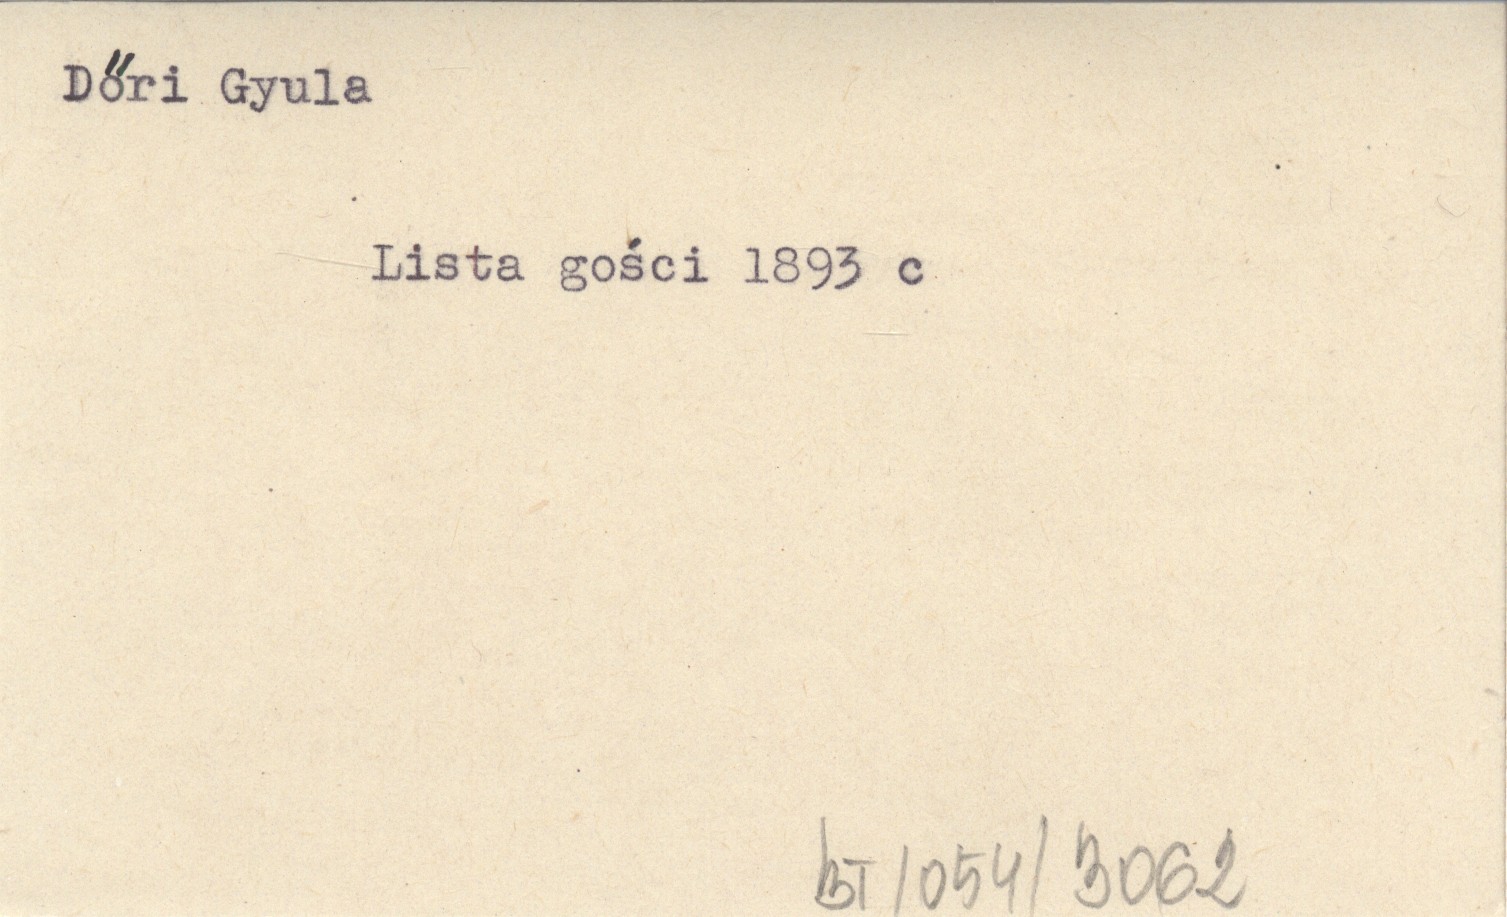 Dőri Gyula
Lista gości 1893 c
BT/054/3062